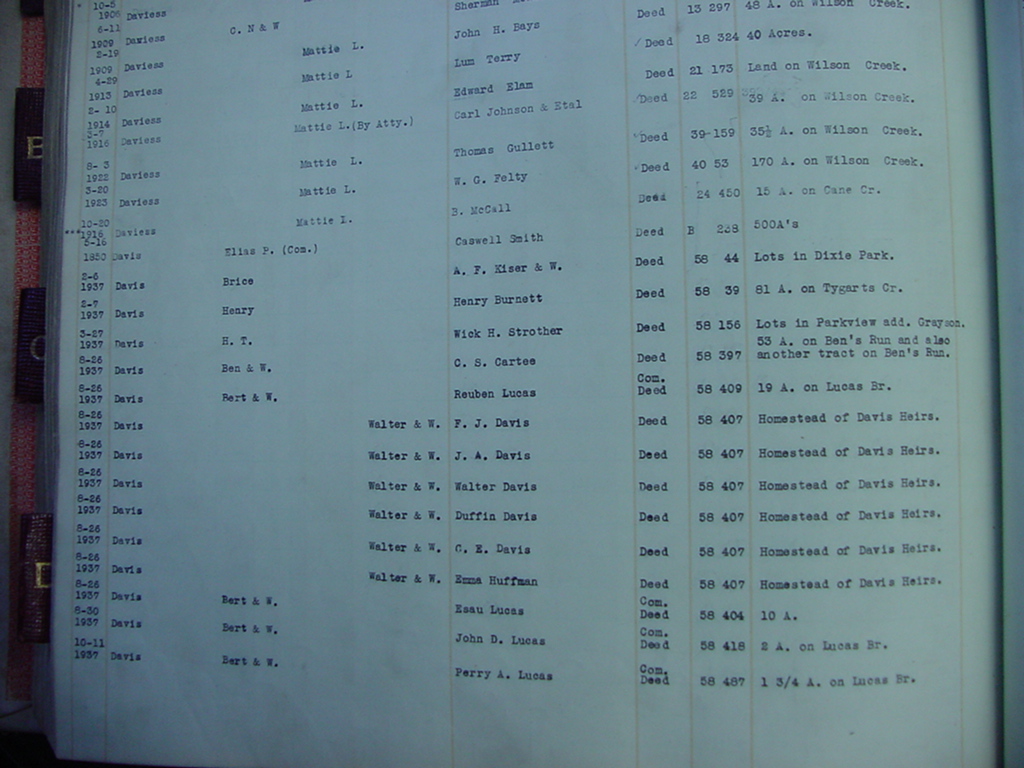 10-5
1906 Daviess
6-11
1909 Daviess C. N & W Sherman
2-19
1909 Daviess Mattie L. John H. Bays Deed 13 297 48 A. on Wilson Creek.
4-29
1913 Daviess Mattie L Lum Terry Deed 18 324 40 Acres.
2- 10
1914 Daviess Mattie L. Edward Elam Deed 21 173 Land on Wilson Creek.
3-7
1916 Daviess Mattie L.(By Atty.) Carl Johnson & Etal Deed 22 529 39 A. on Wilson Creek.
8- 3
1922 Daviess Mattie L. Thomas Gullett Deed 39-159 35½ A. on Wilson Creek.
3-20
1923 Daviess Mattie L. W. G. Felty Deed 40 53 170 A. on Wilson Creek.
10-20
***1916 Daviess Mattie L. B. McCall Deed 24 450 15 A. on Cane Cr.
5-16
1850 Davis Elias P. (Com.) Caswell Smith Deed B 238 500A's
2-6
1937 Davis Brice A. F. Kiser & W. Deed 58 44 Lots in Dixie Park.
2-7
1937 Davis Henry Henry Burnett Deed 58 39 81 A. on Tygarts Cr.
3-27
1937 Davis H. T. Wick H. Strother Deed 58 156 Lots in Parkview add. Grayson.
8-26 53 A. on Ben's Run and also
1937 Davis Ben & W. C. S. Cartee Deed 58 397 another tract on Ben's Run.
8-26 Com.
1937 Davis Bert & W. Reuben Lucas Deed 58 409 19 A. on Lucas Br.
8-26
1937 Davis Walter & W. F. J. Davis Deed 58 407 Homestead of Davis Heirs.
8-26
1937 Davis Walter & W. J. A. Davis Deed 58 407 Homestead of Davis Heirs.
8-26
1937 Davis Walter & W. Walter Davis Deed 58 407 Homestead of Davis Heirs.
8-26
1937 Davis Walter & W. Duffin Davis Deed 58 407 Homestead of Davis Heirs.
8-26
1937 Davis Walter & W. C. E. Davis Deed 58 407 Homestead of Davis Heirs.
8-26
1937 Davis Walter & W. Emma Huffman Deed 58 407 Homestead of Davis Heirs.
8-26 Com.
1937 Davis Bert & W. Esau Lucas Deed 58 404 10 A.
8-30 Com.
1937 Davis Bert & W. John D. Lucas Deed 58 418 2 A. on Lucas Br.
10-11 Com.
1937 Davis Bert & W. Perry A. Lucas Deed 58 487 1 3/4 A. on Lucas Br.